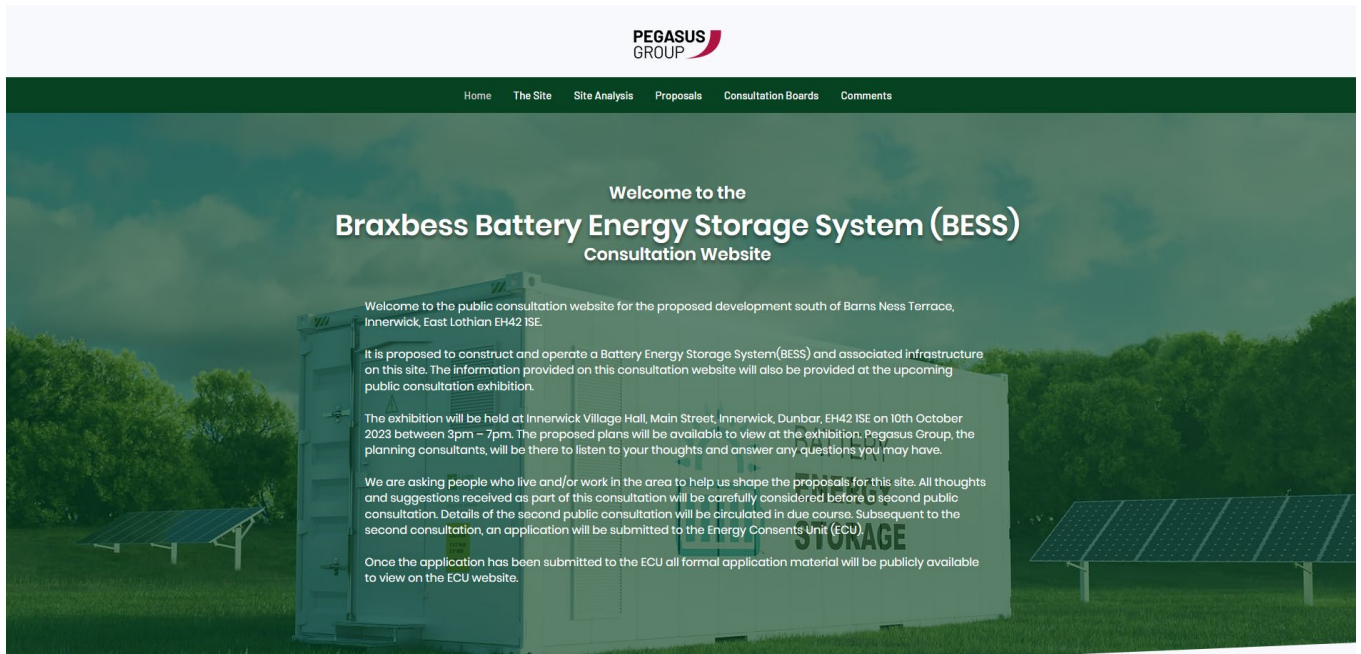 PEGASUS
GROUP
Home The Site Site Analysis Proposals Consultation Boards Comments
Welcome to the
Braxbess Battery Energy Storage System (BESS)
Consultation Website
Welcome to the public consultation website for the proposed development south of Barns Ness Terrace,
Innerwick, East Lothian EH42 1SE.
It is proposed to construct and operate a Battery Energy Storage System(BESS) and associated infrastructure
on this site. The information provided on this consultation website will also be provided at the upcoming
public consultation exhibition.
The exhibition will be held at Innerwick Village Hall, Main Street, Innerwick, Dunbar, EH42 1SE on 10th October
2023 between 3pm – 7pm. The proposed plans will be available to view at the exhibition. Pegasus Group, the
planning consultants, will be there to listen to your thoughts and answer any questions you may have.
We are asking people who live and/or work in the area to help us shape the proposals for this site. All thoughts
and suggestions received as part of this consultation will be carefully considered before a second public
consultation. Details of the second public consultation will be circulated in due course. Subsequent to the
second consultation, an application will be submitted to the Energy Consents Unit (ECU).
Once the application has been submitted to the ECU all formal application material will be publicly available
to view on the ECU website.
BATTERY
ENERGY
STORAGE